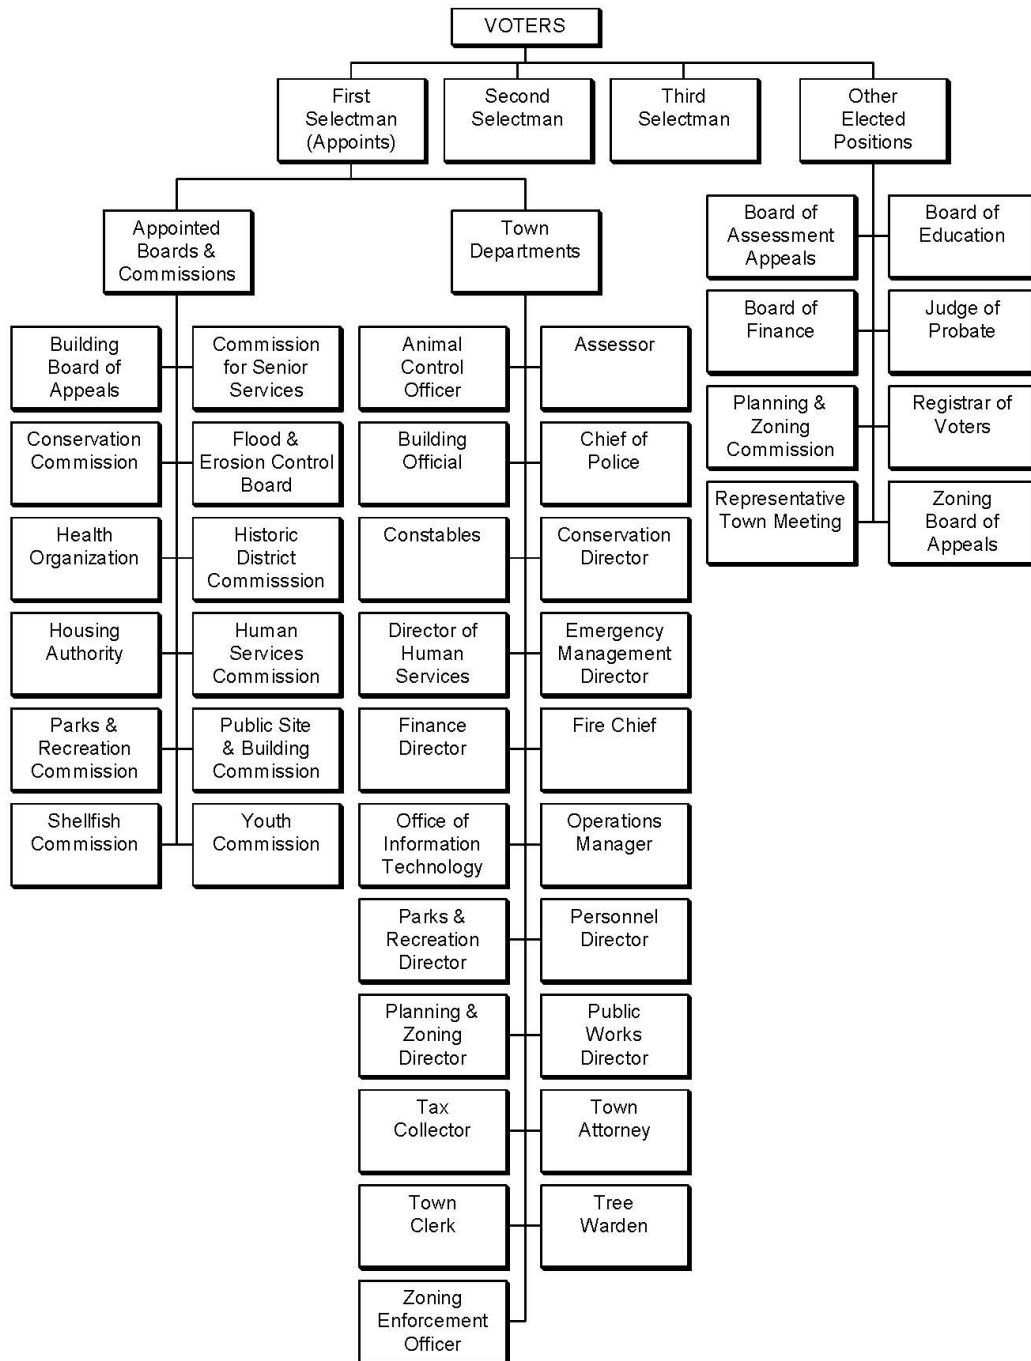 VOTERS
First
Selectman
(Appoints)
Second
Selectman
Third
Selectman
Other
Elected
Positions
Appointed
Boards &
Commissions
Town
Departments
Board of
Assessment
Appeals
Board of
Education
Board of
Finance
Judge of
Probate
Planning &
Zoning
Commission
Registrar of
Voters
Representative
Town Meeting
Zoning
Board of
Appeals
Building
Board of
Appeals
Commission
for Senior
Services
Conservation
Commission
Flood &
Erosion Control
Board
Health
Organization
Historic
District
Commisssion
Housing
Authority
Human
Services
Commission
Parks &
Recreation
Commission
Public Site
& Building
Commission
Shellfish
Commission
Youth
Commission
Animal
Control
Officer
Assessor
Building
Official
Chief of
Police
Constables
Conservation
Director
Director of
Human
Services
Emergency
Management
Director
Finance
Director
Fire Chief
Office of
Information
Technology
Operations
Manager
Parks &
Recreation
Director
Personnel
Director
Planning &
Zoning
Director
Public
Works
Director
Tax
Collector
Town
Attorney
Town
Clerk
Tree
Warden
Zoning
Enforcement
Officer